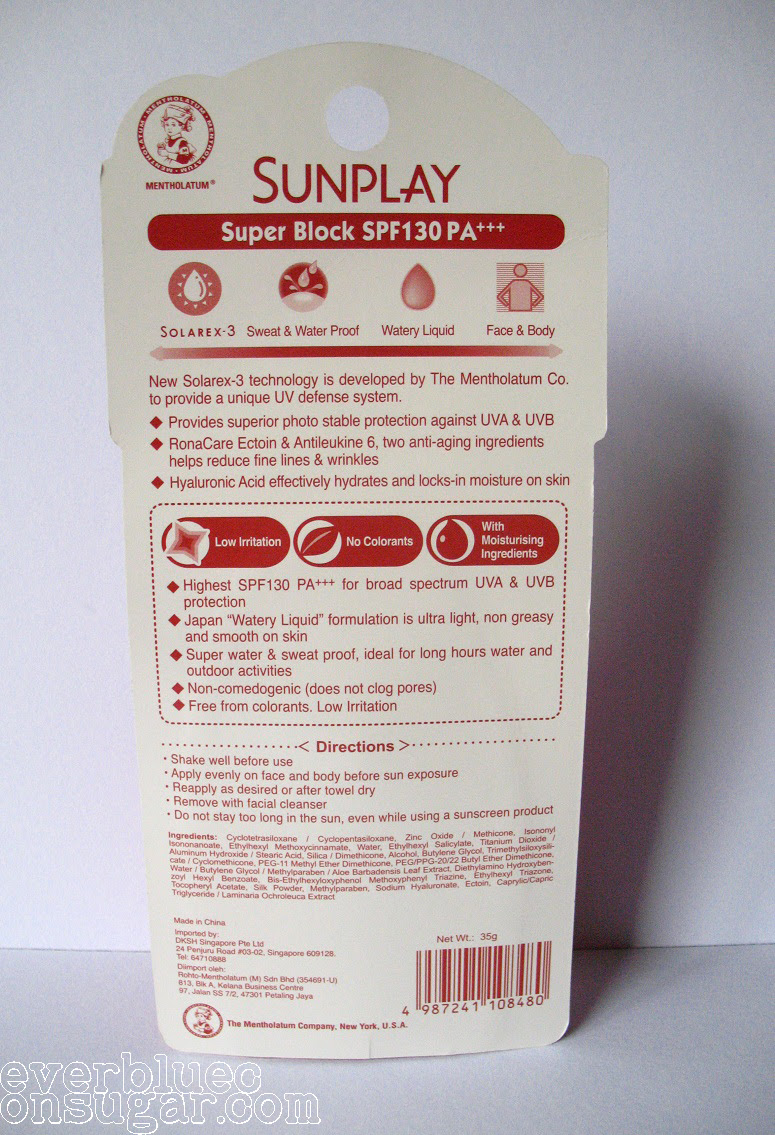 MENTHOLATUM • MENTHOLATUM • MENTHOLATUM
MENTHOLATUM®
SUNPLAY
Super Block SPF130 PA+++
SOLAREX-3 Sweat & Water Proof Watery Liquid Face & Body
New Solarex-3 technology is developed by The Mentholatum Co.
to provide a unique UV defense system.
◆ Provides superior photo stable protection against UVA & UVB
◆ RonaCare Ectoin & Antileukine 6, two anti-aging ingredients
helps reduce fine lines & wrinkles
◆ Hyaluronic Acid effectively hydrates and locks-in moisture on skin
Low Irritation
No Colorants
With
Moisturising
Ingredients
◆ Highest SPF130 PA+++ for broad spectrum UVA & UVB
protection
◆ Japan “Watery Liquid” formulation is ultra light, non greasy
and smooth on skin
◆ Super water & sweat proof, ideal for long hours water and
outdoor activities
◆ Non-comedogenic (does not clog pores)
◆ Free from colorants. Low Irritation
< Directions >
• Shake well before use
• Apply evenly on face and body before sun exposure
• Reapply as desired or after towel dry
• Remove with facial cleanser
• Do not stay too long in the sun, even while using a sunscreen product
Ingredients: Cyclotetrasiloxane / Cyclopentasiloxane, Zinc Oxide / Methicone, Isononyl
Isononanoate, Ethylhexyl Methoxycinnamate, Water, Ethylhexyl Salicylate, Titanium Dioxide /
Aluminum Hydroxide / Stearic Acid, Silica / Dimethicone, Alcohol, Butylene Glycol, Trimethylsiloxysili-
cate / Cyclomethicone, PEG-11 Methyl Ether Dimethicone, PEG/PPG-20/22 Butyl Ether Dimethicone,
Water / Butylene Glycol / Methylparaben / Aloe Barbadensis Leaf Extract, Diethylamino Hydroxyben-
zoyl Hexyl Benzoate, Bis-Ethylhexyloxyphenol Methoxyphenyl Triazine, Ethylhexyl Triazone,
Tocopheryl Acetate, Silk Powder, Methylparaben, Sodium Hyaluronate, Ectoin, Caprylic/Capric
Triglyceride / Laminaria Ochroleuca Extract
Made in China
Imported by:
DKSH Singapore Pte Ltd
24 Penjuru Road #03-02, Singapore 609128.
Tel: 64710888
Diimport oleh:
Rohto-Mentholatum (M) Sdn Bhd (354691-U)
813, Blk A, Kelana Business Centre
97, Jalan SS 7/2, 47301 Petaling Jaya
Net Wt.: 35g
4 987241 108480
The Mentholatum Company, New York, U.S.A.
everbluec
onsugar.com